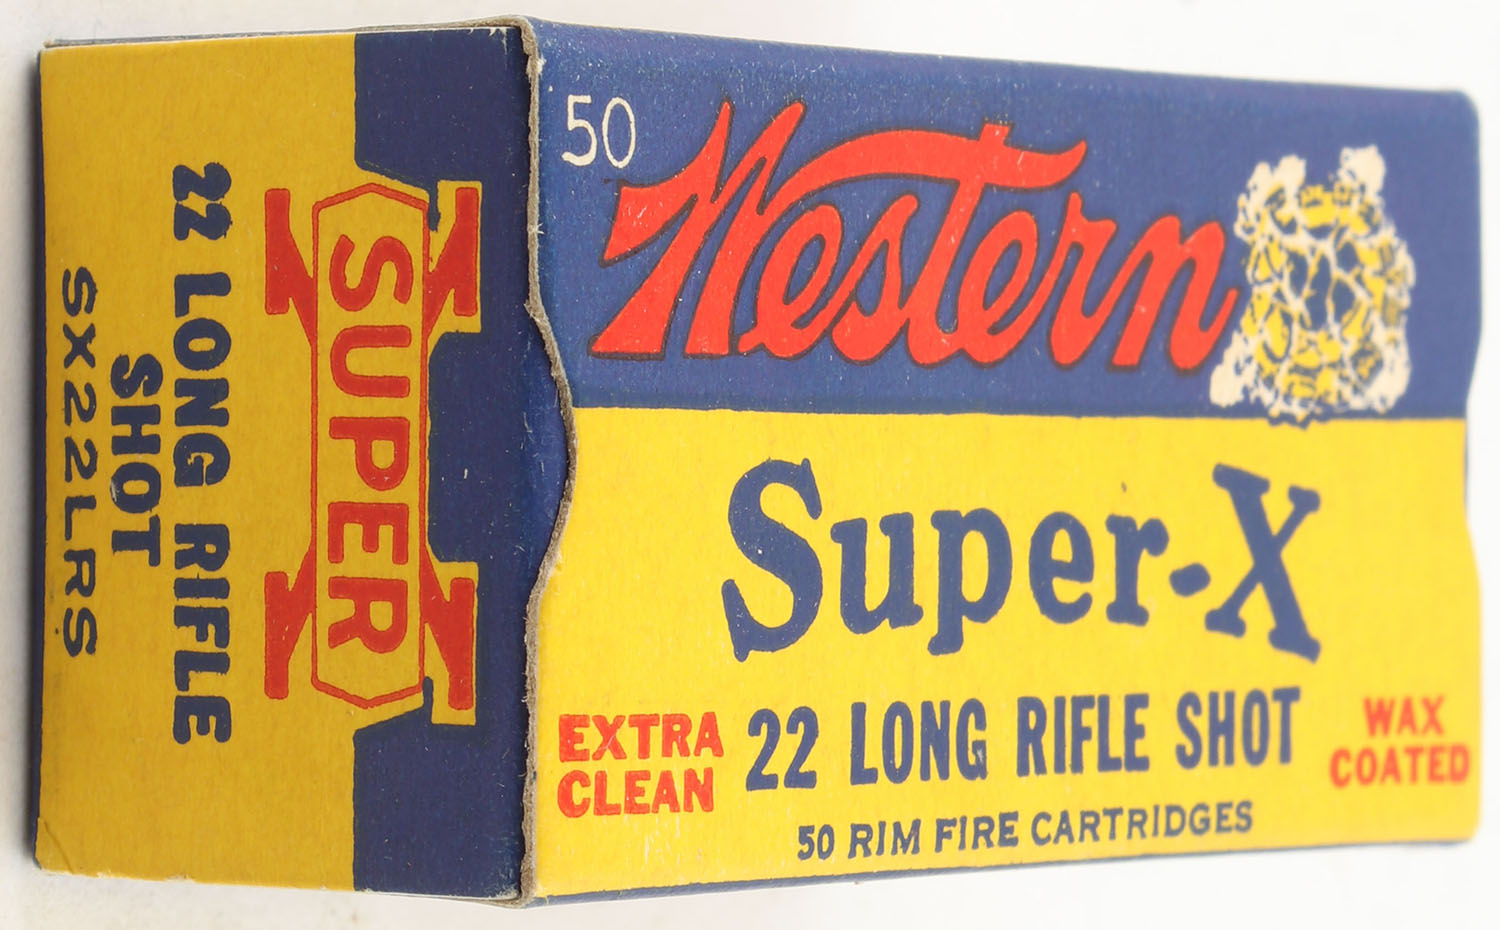 50
Western
Super-X
EXTRA
CLEAN
22 LONG RIFLE SHOT
WAX
COATED
50 RIM FIRE CARTRIDGES
SUPER
X
22 LONG RIFLE
SHOT
SX22LRS